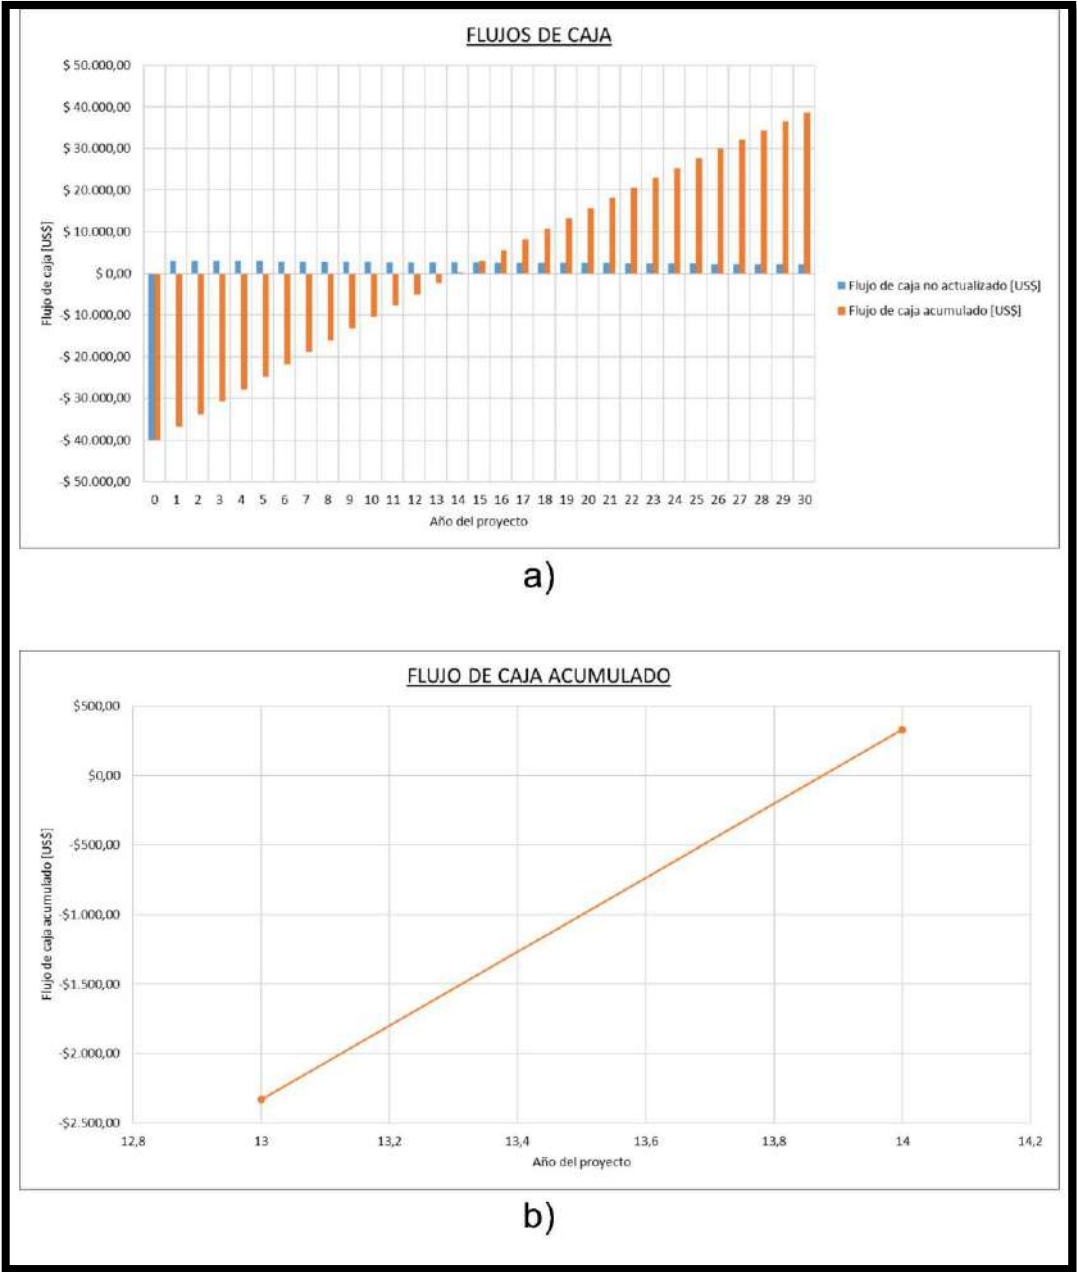 FLUJOS DE CAJA
$ 50.000,00
$ 40.000,00
$ 30.000,00
$ 20.000,00
$ 10.000,00
$ 0,00
-$ 10.000,00
-$ 20.000,00
-$ 30.000,00
-$ 40.000,00
-$ 50.000,00
Flujo de caja [US$]
0 1 2 3 4 5 6 7 8 9 10 11 12 13 14 15 16 17 18 19 20 21 22 23 24 25 26 27 28 29 30
Año del proyecto
Flujo de caja no actualizado [US$]
Flujo de caja acumulado [US$]
a)
FLUJO DE CAJA ACUMULADO
$500,00
$0,00
-$500,00
-$1.000,00
-$1.500,00
-$2.000,00
-$2.500,00
Flujo de caja acumulado [US$]
12,8 13 13,2 13,4 13,6 13,8 14 14,2
Año del proyecto
b)